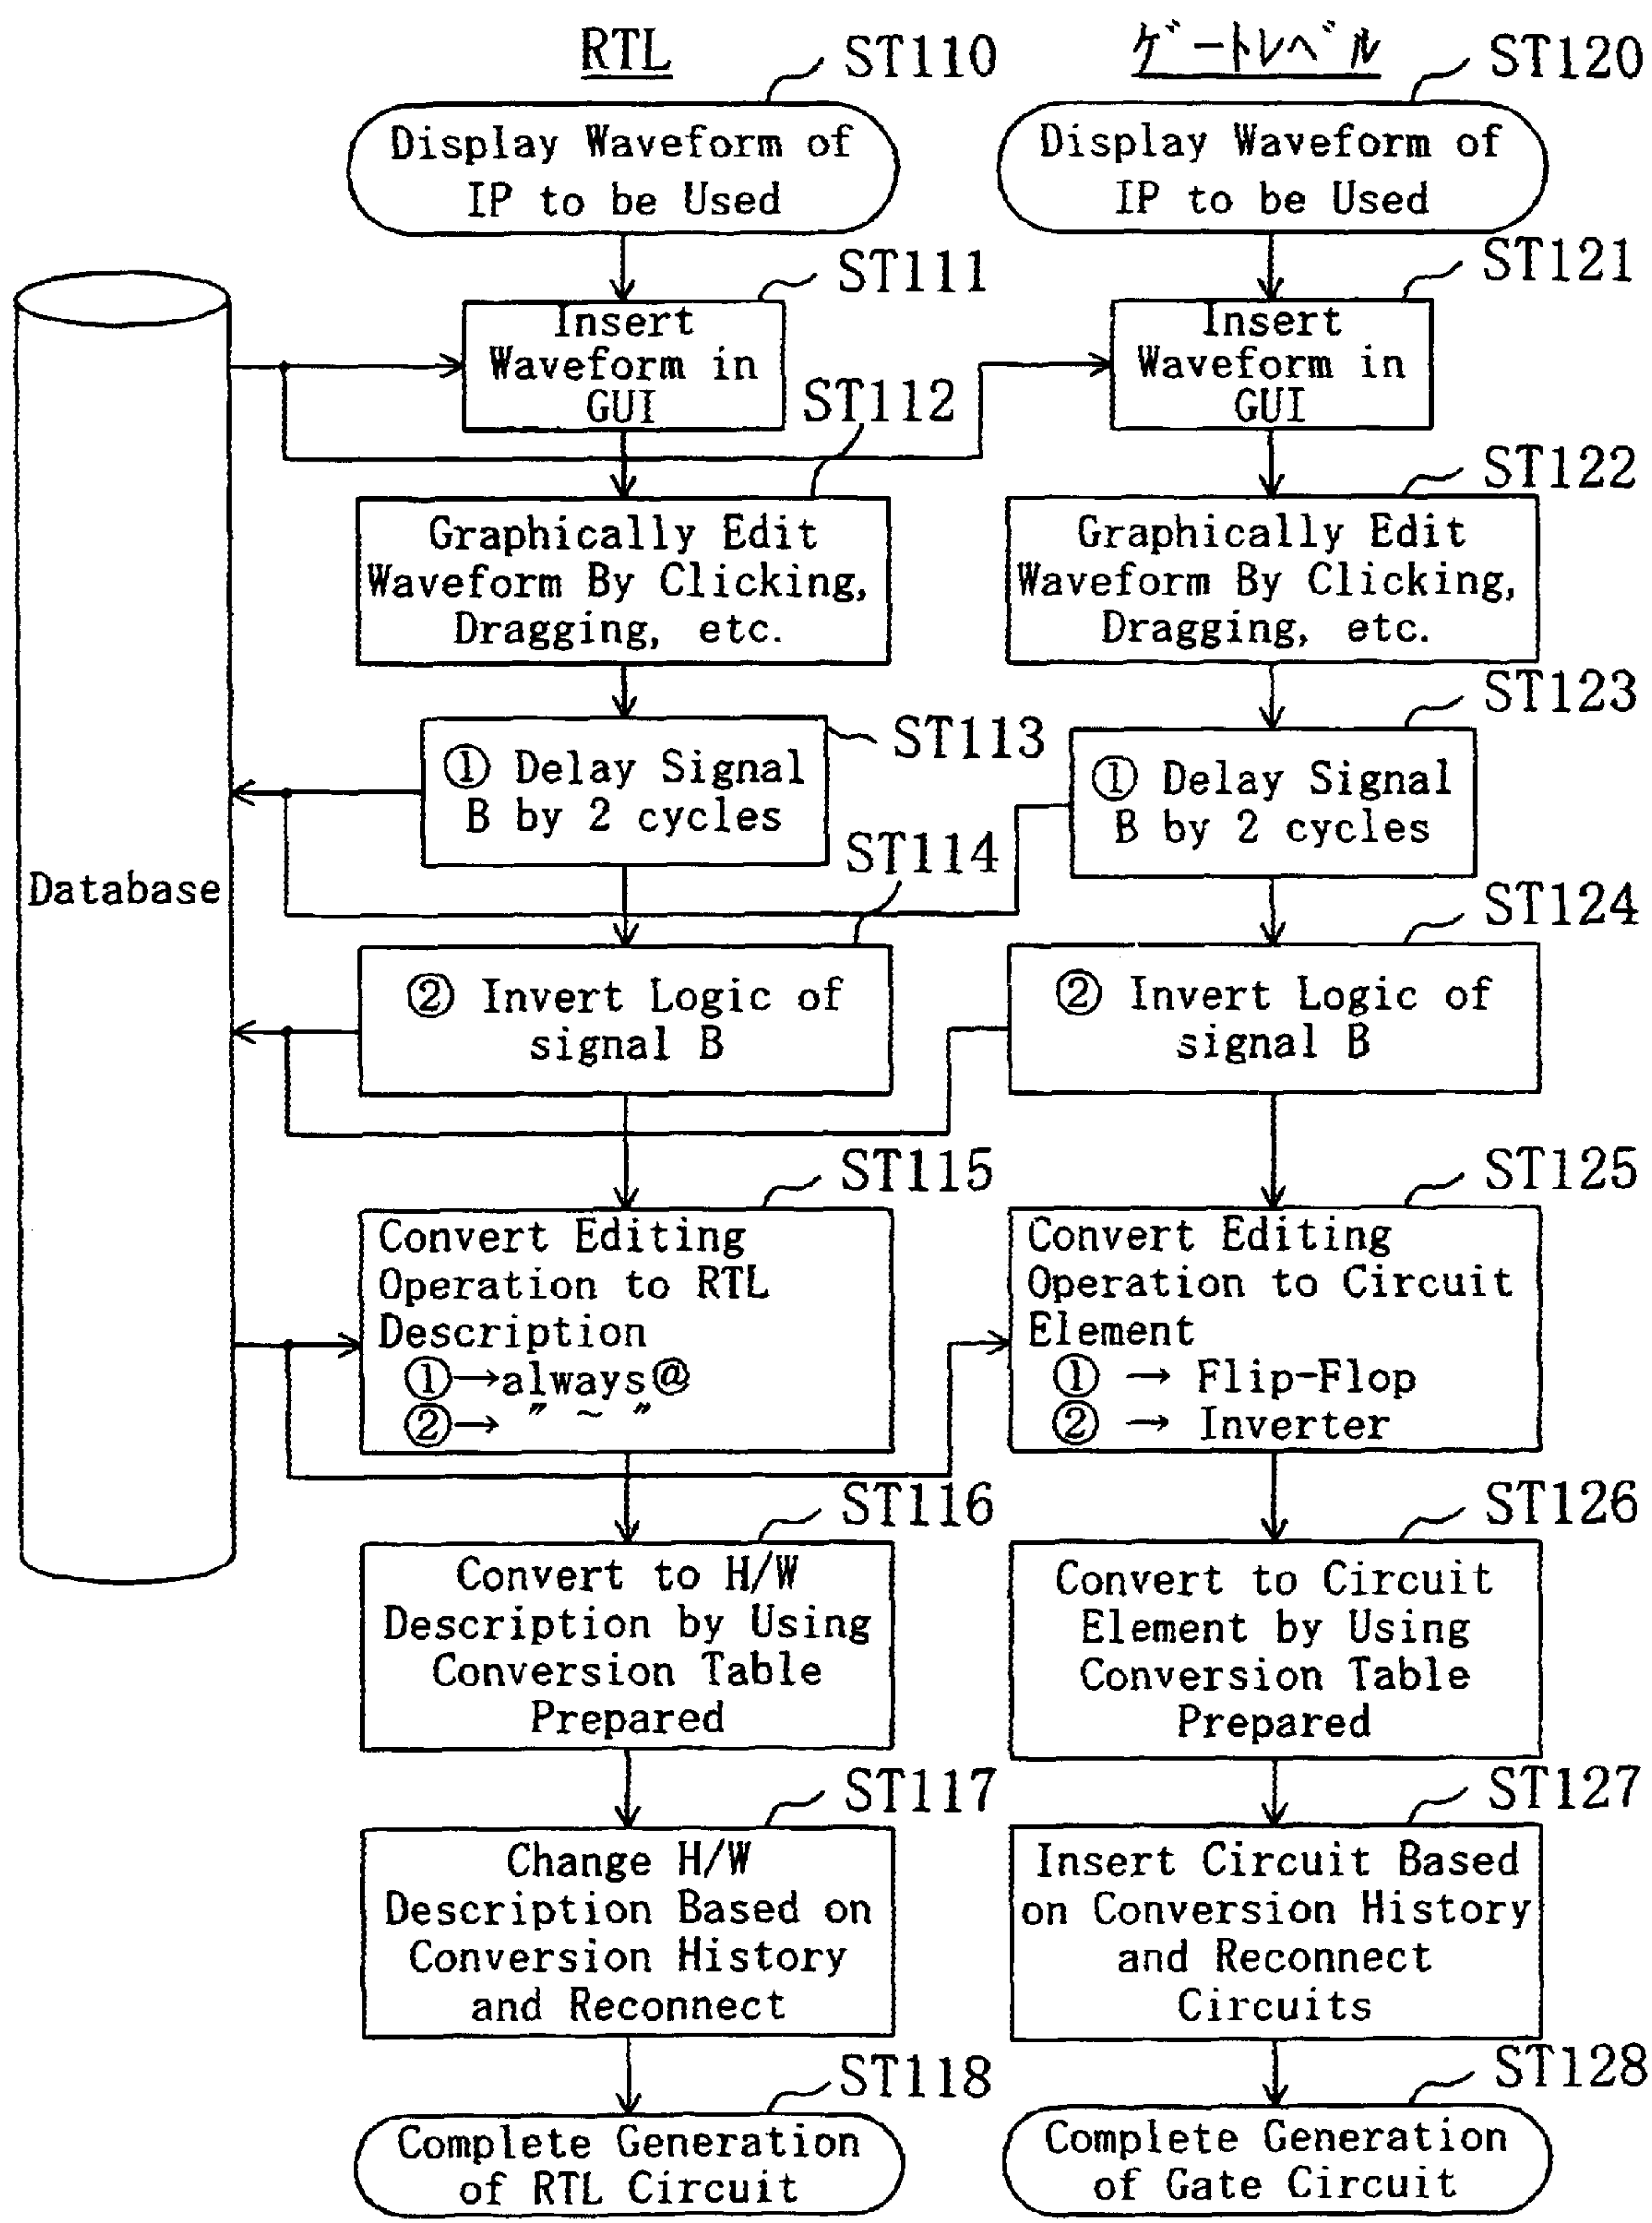 RTL
ST110
Display Waveform of
IP to be Used
ST111
Insert
Waveform in
GUI
ST112
Graphically Edit
Waveform By Clicking,
Dragging, etc.
ST113
① Delay Signal
B by 2 cycles
ST114
② Invert Logic of
signal B
ST115
Convert Editing
Operation to RTL
Description
①→always@
②→ " ~ "
ST116
Convert to H/W
Description by Using
Conversion Table
Prepared
ST117
Change H/W
Description Based on
Conversion History
and Reconnect
ST118
Complete Generation
of RTL Circuit
Database
ゲートレベル
ST120
Display Waveform of
IP to be Used
ST121
Insert
Waveform in
GUI
ST122
Graphically Edit
Waveform By Clicking,
Dragging, etc.
ST123
① Delay Signal
B by 2 cycles
ST124
② Invert Logic of
signal B
ST125
Convert Editing
Operation to Circuit
Element
① → Flip-Flop
② → Inverter
ST126
Convert to Circuit
Element by Using
Conversion Table
Prepared
ST127
Insert Circuit Based
on Conversion History
and Reconnect
Circuits
ST128
Complete Generation
of Gate Circuit